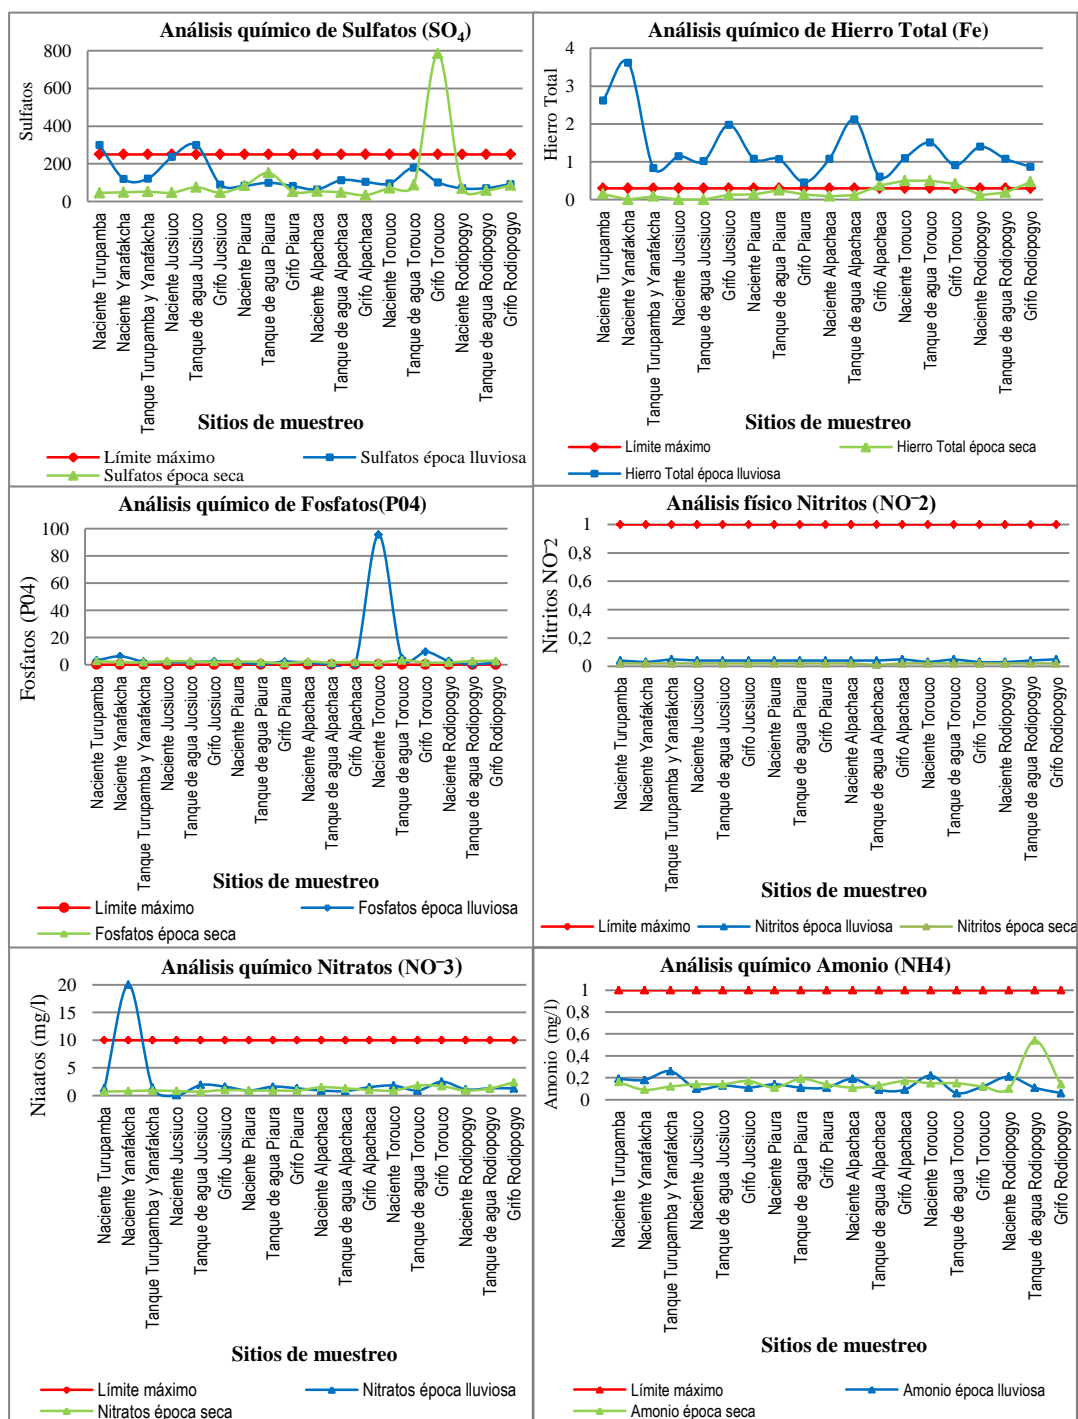 Análisis químico de Sulfatos (SO₄)
800
600
400
200
0
Sulfatos
Naciente Turupamba
Naciente Yanafakcha
Tanque Turupamba y Yanafakcha
Naciente Jucsiuco
Tanque de agua Jucsiuco
Grifo Jucsiuco
Naciente Piaura
Tanque de agua Piaura
Grifo Piaura
Naciente Alpachaca
Tanque de agua Alpachaca
Grifo Alpachaca
Naciente Torouco
Tanque de agua Torouco
Grifo Torouco
Naciente Rodiopogyo
Tanque de agua Rodiopogyo
Grifo Rodiopogyo
Sitios de muestreo
Límite máximo
Sulfatos época lluviosa
Sulfatos época seca
Análisis químico de Hierro Total (Fe)
4
3
2
1
0
Hierro Total
Naciente Turupamba
Naciente Yanafakcha
Tanque Turupamba y Yanafakcha
Naciente Jucsiuco
Tanque de agua Jucsiuco
Grifo Jucsiuco
Naciente Piaura
Tanque de agua Piaura
Grifo Piaura
Naciente Alpachaca
Tanque de agua Alpachaca
Grifo Alpachaca
Naciente Torouco
Tanque de agua Torouco
Grifo Torouco
Naciente Rodiopogyo
Tanque de agua Rodiopogyo
Grifo Rodiopogyo
Sitios de muestreo
Límite máximo
Hierro Total época seca
Hierro Total época lluviosa
Análisis químico de Fosfatos(P04)
100
80
60
40
20
0
Fosfatos (P04)
Naciente Turupamba
Naciente Yanafakcha
Tanque Turupamba y Yanafakcha
Naciente Jucsiuco
Tanque de agua Jucsiuco
Grifo Jucsiuco
Naciente Piaura
Tanque de agua Piaura
Grifo Piaura
Naciente Alpachaca
Tanque de agua Alpachaca
Grifo Alpachaca
Naciente Torouco
Tanque de agua Torouco
Grifo Torouco
Naciente Rodiopogyo
Tanque de agua Rodiopogyo
Grifo Rodiopogyo
Sitios de muestreo
Límite máximo
Fosfatos época lluviosa
Fosfatos época seca
Análisis físico Nitritos (NO⁻2)
1
0,8
0,6
0,4
0,2
0
Nitritos NO⁻2
Naciente Turupamba
Naciente Yanafakcha
Tanque Turupamba y Yanafakcha
Naciente Jucsiuco
Tanque de agua Jucsiuco
Grifo Jucsiuco
Naciente Piaura
Tanque de agua Piaura
Grifo Piaura
Naciente Alpachaca
Tanque de agua Alpachaca
Grifo Alpachaca
Naciente Torouco
Tanque de agua Torouco
Grifo Torouco
Naciente Rodiopogyo
Tanque de agua Rodiopogyo
Grifo Rodiopogyo
Sitios de muestreo
Límite máximo
Nitritos época lluviosa
Nitritos época seca
Análisis químico Nitratos (NO⁻3)
20
15
10
5
0
Niaatos (mg/l)
Naciente Turupamba
Naciente Yanafakcha
Tanque Turupamba y Yanafakcha
Naciente Jucsiuco
Tanque de agua Jucsiuco
Grifo Jucsiuco
Naciente Piaura
Tanque de agua Piaura
Grifo Piaura
Naciente Alpachaca
Tanque de agua Alpachaca
Grifo Alpachaca
Naciente Torouco
Tanque de agua Torouco
Grifo Torouco
Naciente Rodiopogyo
Tanque de agua Rodiopogyo
Grifo Rodiopogyo
Sitios de muestreo
Límite máximo
Nitratos época lluviosa
Nitratos época seca
Análisis químico Amonio (NH4)
1
0,8
0,6
0,4
0,2
0
Amonio (mg/l)
Naciente Turupamba
Naciente Yanafakcha
Tanque Turupamba y Yanafakcha
Naciente Jucsiuco
Tanque de agua Jucsiuco
Grifo Jucsiuco
Naciente Piaura
Tanque de agua Piaura
Grifo Piaura
Naciente Alpachaca
Tanque de agua Alpachaca
Grifo Alpachaca
Naciente Torouco
Tanque de agua Torouco
Grifo Torouco
Naciente Rodiopogyo
Tanque de agua Rodiopogyo
Grifo Rodiopogyo
Sitios de muestreo
Límite máximo
Amonio época lluviosa
Amonio época seca